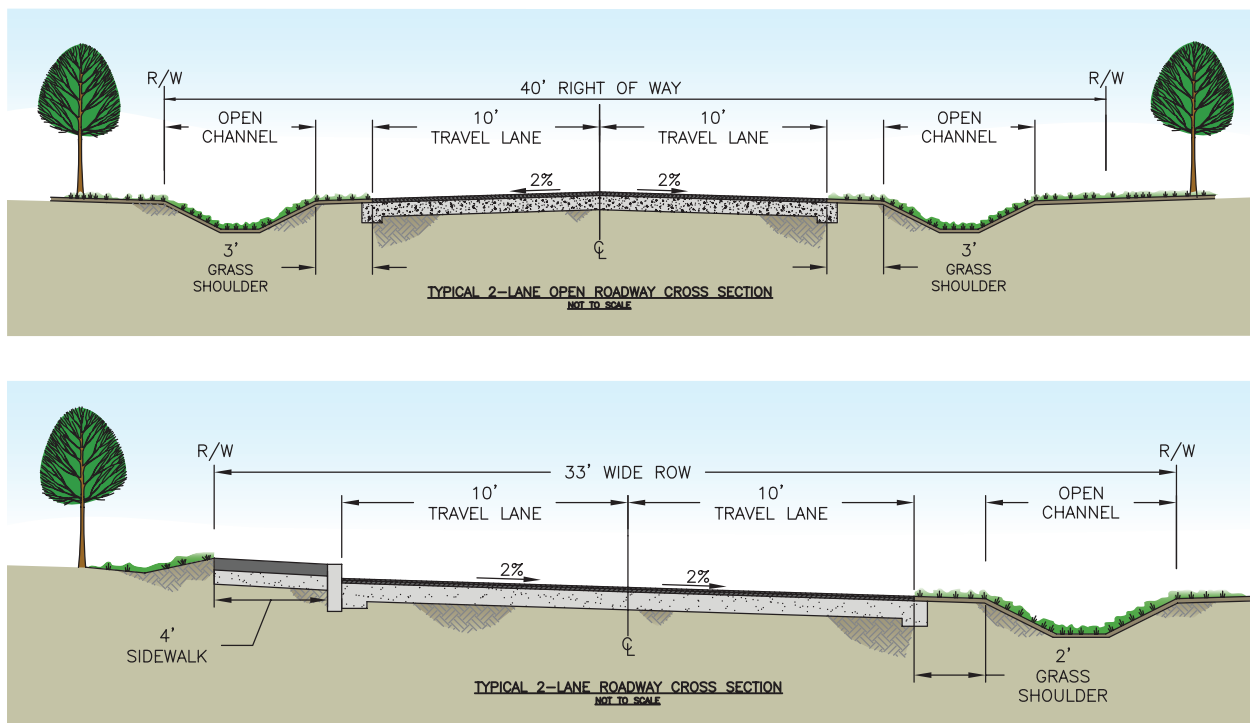 R/W
R/W
40' RIGHT OF WAY
OPEN
CHANNEL
10'
TRAVEL LANE
10'
TRAVEL LANE
OPEN
CHANNEL
2%
2%
3'
GRASS
SHOULDER
℄
3'
GRASS
SHOULDER
TYPICAL 2-LANE OPEN ROADWAY CROSS SECTION
NOT TO SCALE
R/W
R/W
33' WIDE ROW
10'
TRAVEL LANE
10'
TRAVEL LANE
OPEN
CHANNEL
2%
2%
4'
SIDEWALK
℄
2'
GRASS
SHOULDER
TYPICAL 2-LANE ROADWAY CROSS SECTION
NOT TO SCALE